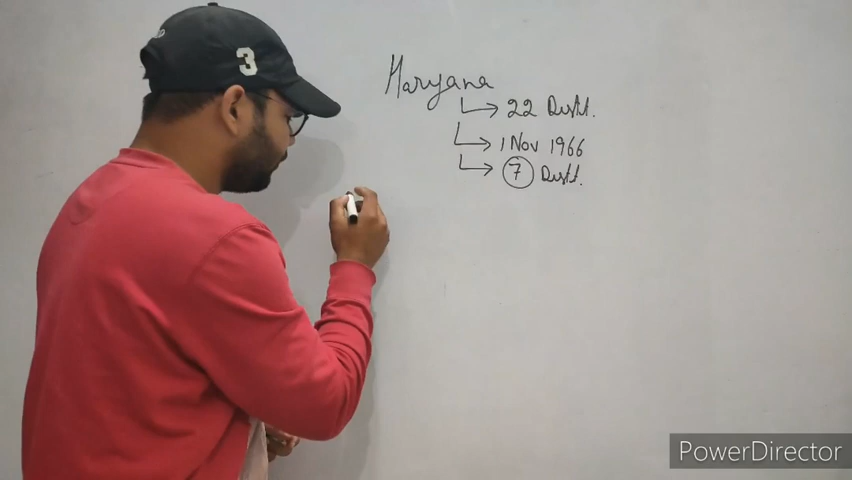 3
Haryana
22 Distt.
1 Nov 1966
7 Distt.
PowerDirector